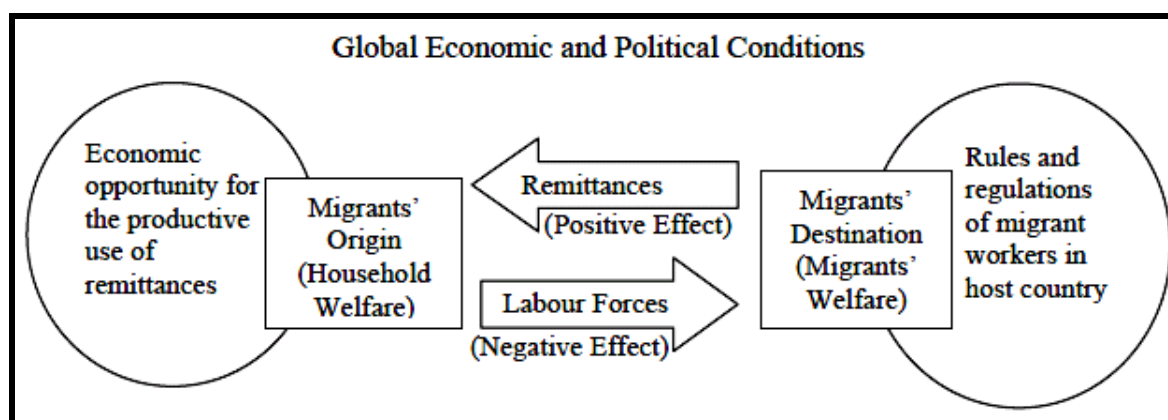 Global Economic and Political Conditions
Economic
opportunity for
the productive
use of
remittances
Migrants’
Origin
(Household
Welfare)
Remittances
(Positive Effect)
Labour Forces
(Negative Effect)
Migrants’
Destination
(Migrants’
Welfare)
Rules and
regulations
of migrant
workers in
host country